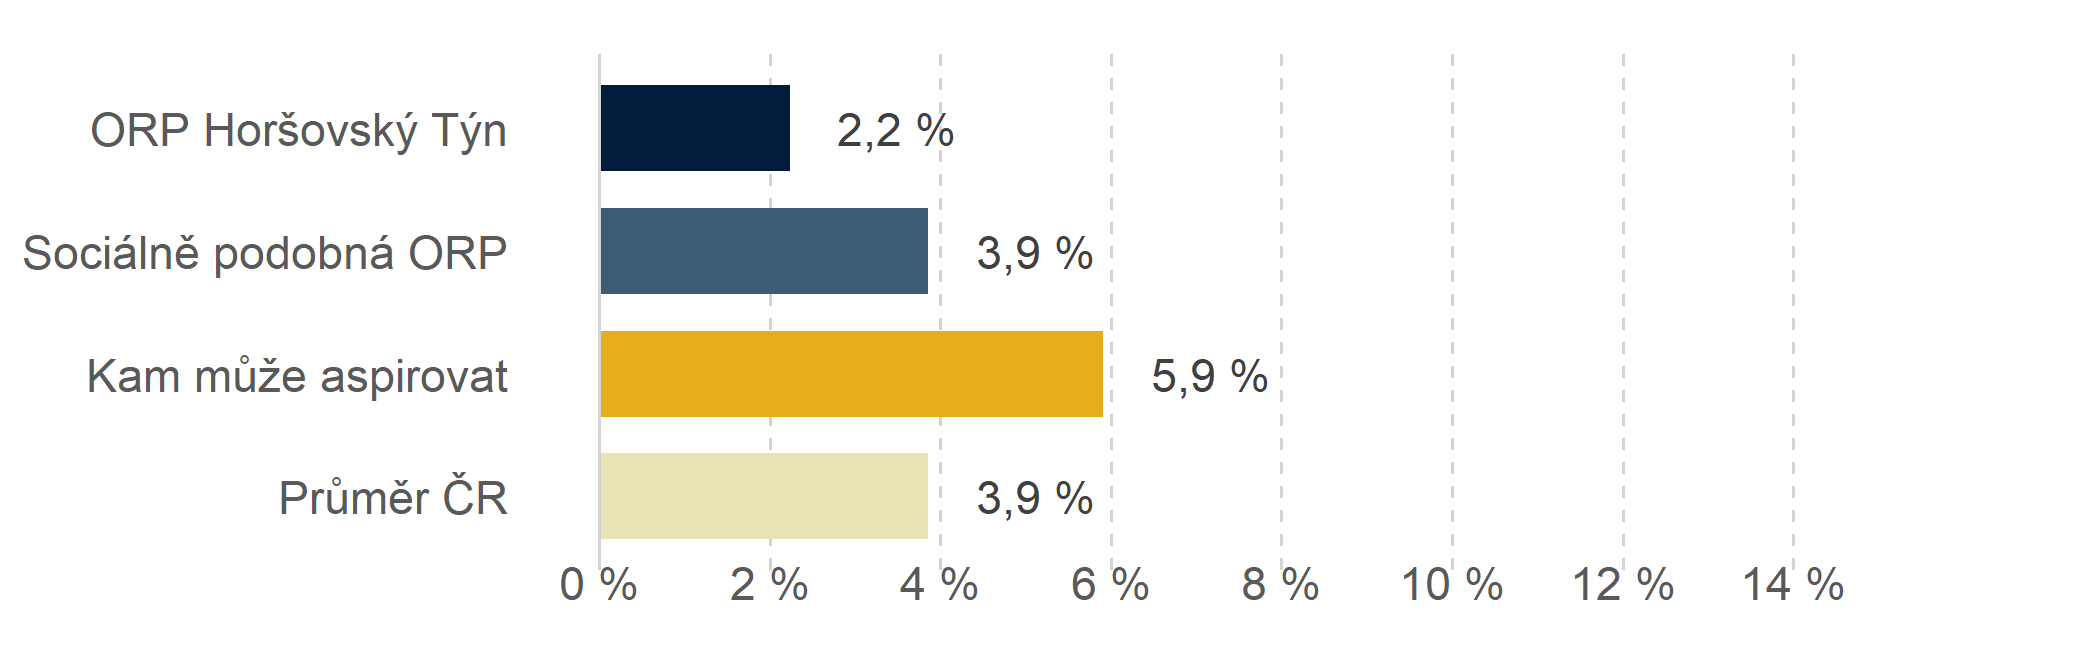 ORP Horšovský Týn
2,2 %
Sociálně podobná ORP
3,9 %
Kam může aspirovat
5,9 %
Průměr ČR
3,9 %
0 % 2 % 4 % 6 % 8 % 10 % 12 % 14 %